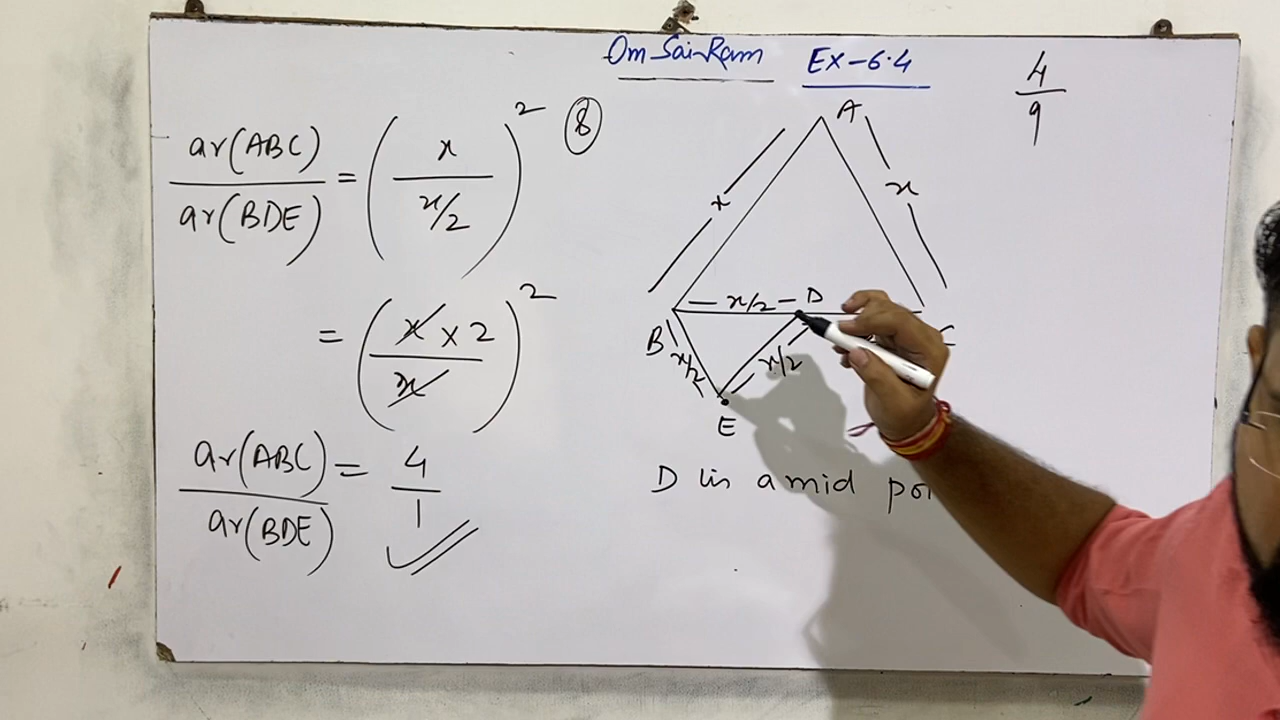 Om Sai Ram
Ex-6.4
4/9
8
ar(ABC)/ar(BDE) = (x/(x/2))²
= (x × 2/x)²
ar(ABC)/ar(BDE) = 4/1
A
x
x
x/2
D
B
C
x/2
x/2
E
D is a mid